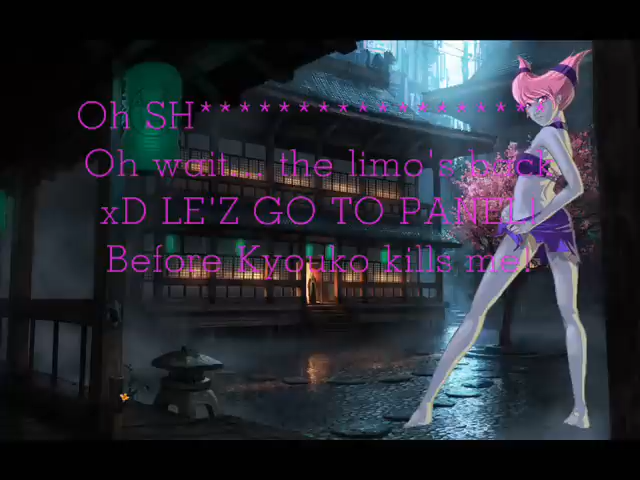 Oh SH******************
Oh wait... the limo's back
xD LE'Z GO TO PANEL!
Before Kyouko kills me!